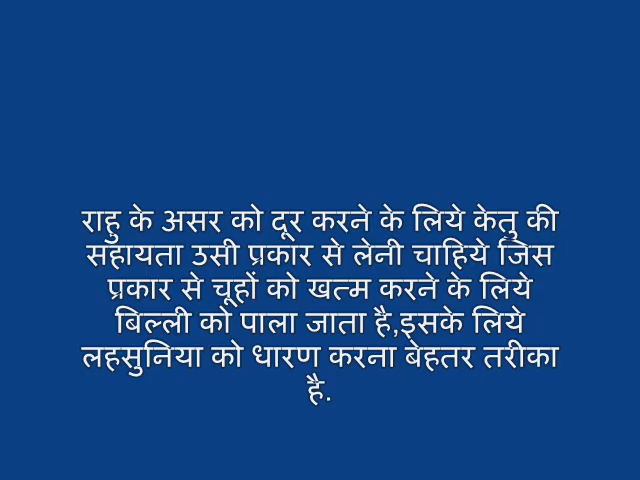 राहु के असर को दूर करने के लिये केतु की
सहायता उसी प्रकार से लेनी चाहिये जिस
प्रकार से चूहों को खत्म करने के लिये
बिल्ली को पाला जाता है,इसके लिये
लहसुनिया को धारण करना बेहतर तरीका
है.